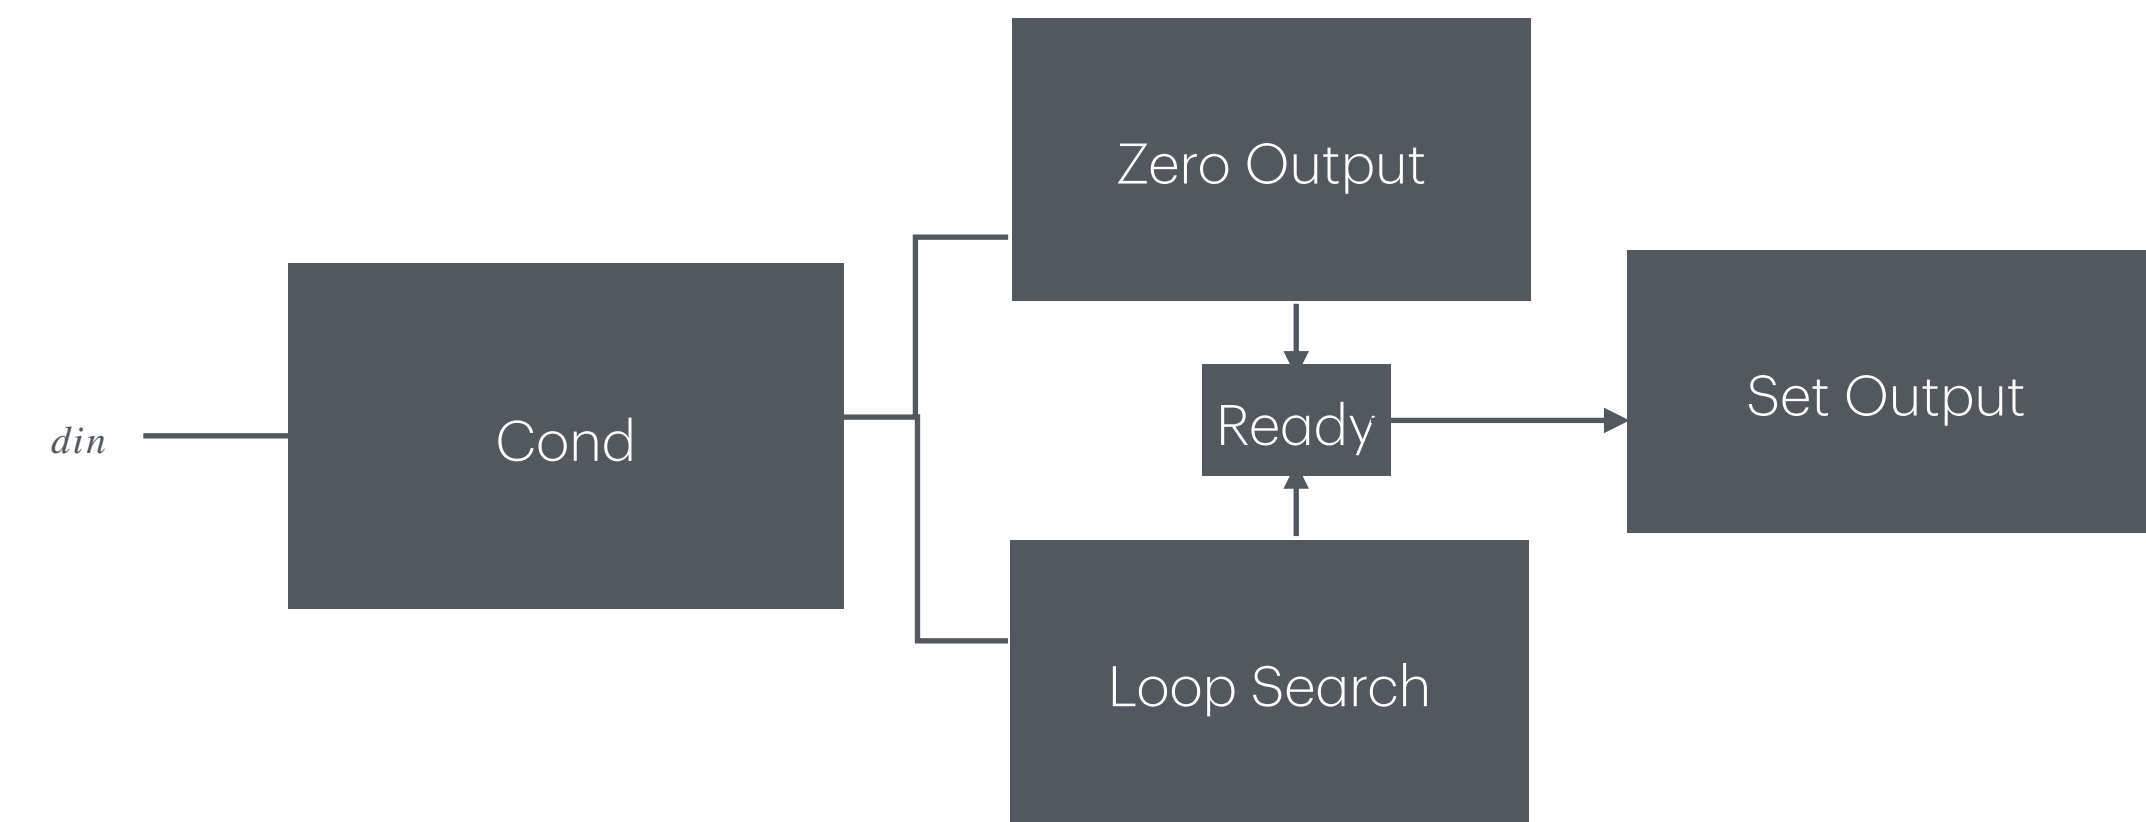 Zero Output
din
Cond
Ready
Set Output
Loop Search